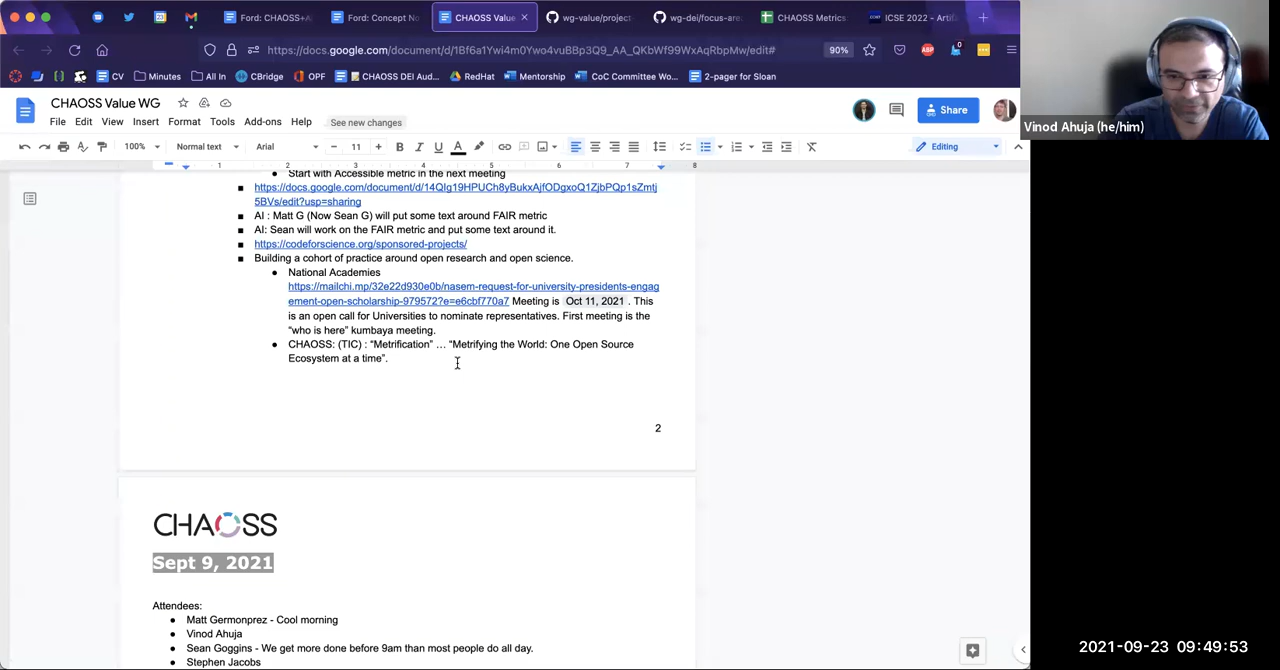 Ford: CHAOSS+A
Ford: Concept No
CHAOSS Value
wg-value/project
wg-dei/focus-are
CHAOSS Metrics
ICSE 2022 - Artif
https://docs.google.com/document/d/1Bf6a1Ywi4m0Ywo4vuBBp3Q9_AA_QKbWf99WxAqRbpMw/edit#
90%
ABP
0
CV
Minutes
All In
CBridge
OPF
CHAOSS DEI Aud...
RedHat
Mentorship
CoC Committee Wo...
2-pager for Sloan
CHAOSS Value WG
File Edit View Insert Format Tools Add-ons Help See new changes
Share
100% Normal text Arial 11 B I U A Editing
1 2 3 4 5 6 7 8
Start with Accessible metric in the next meeting
https://docs.google.com/document/d/14QIg19HPUCh8yBukxAjfODgxoQ1ZjbPQp1sZmtj
5BVs/edit?usp=sharing
AI : Matt G (Now Sean G) will put some text around FAIR metric
AI: Sean will work on the FAIR metric and put some text around it.
https://codeforscience.org/sponsored-projects/
Building a cohort of practice around open research and open science.
National Academies
https://mailchi.mp/32e22d930e0b/nasem-request-for-university-presidents-engag
ement-open-scholarship-979572?e=e6cbf770a7 Meeting is Oct 11, 2021 . This
is an open call for Universities to nominate representatives. First meeting is the
“who is here” kumbaya meeting.
CHAOSS: (TIC) : “Metrification” … “Metrifying the World: One Open Source
Ecosystem at a time”.
2
CHAOSS
Sept 9, 2021
Attendees:
Matt Germonprez - Cool morning
Vinod Ahuja
Sean Goggins - We get more done before 9am than most people do all day.
Stephen Jacobs
Vinod Ahuja (he/him)
2021-09-23 09:49:53